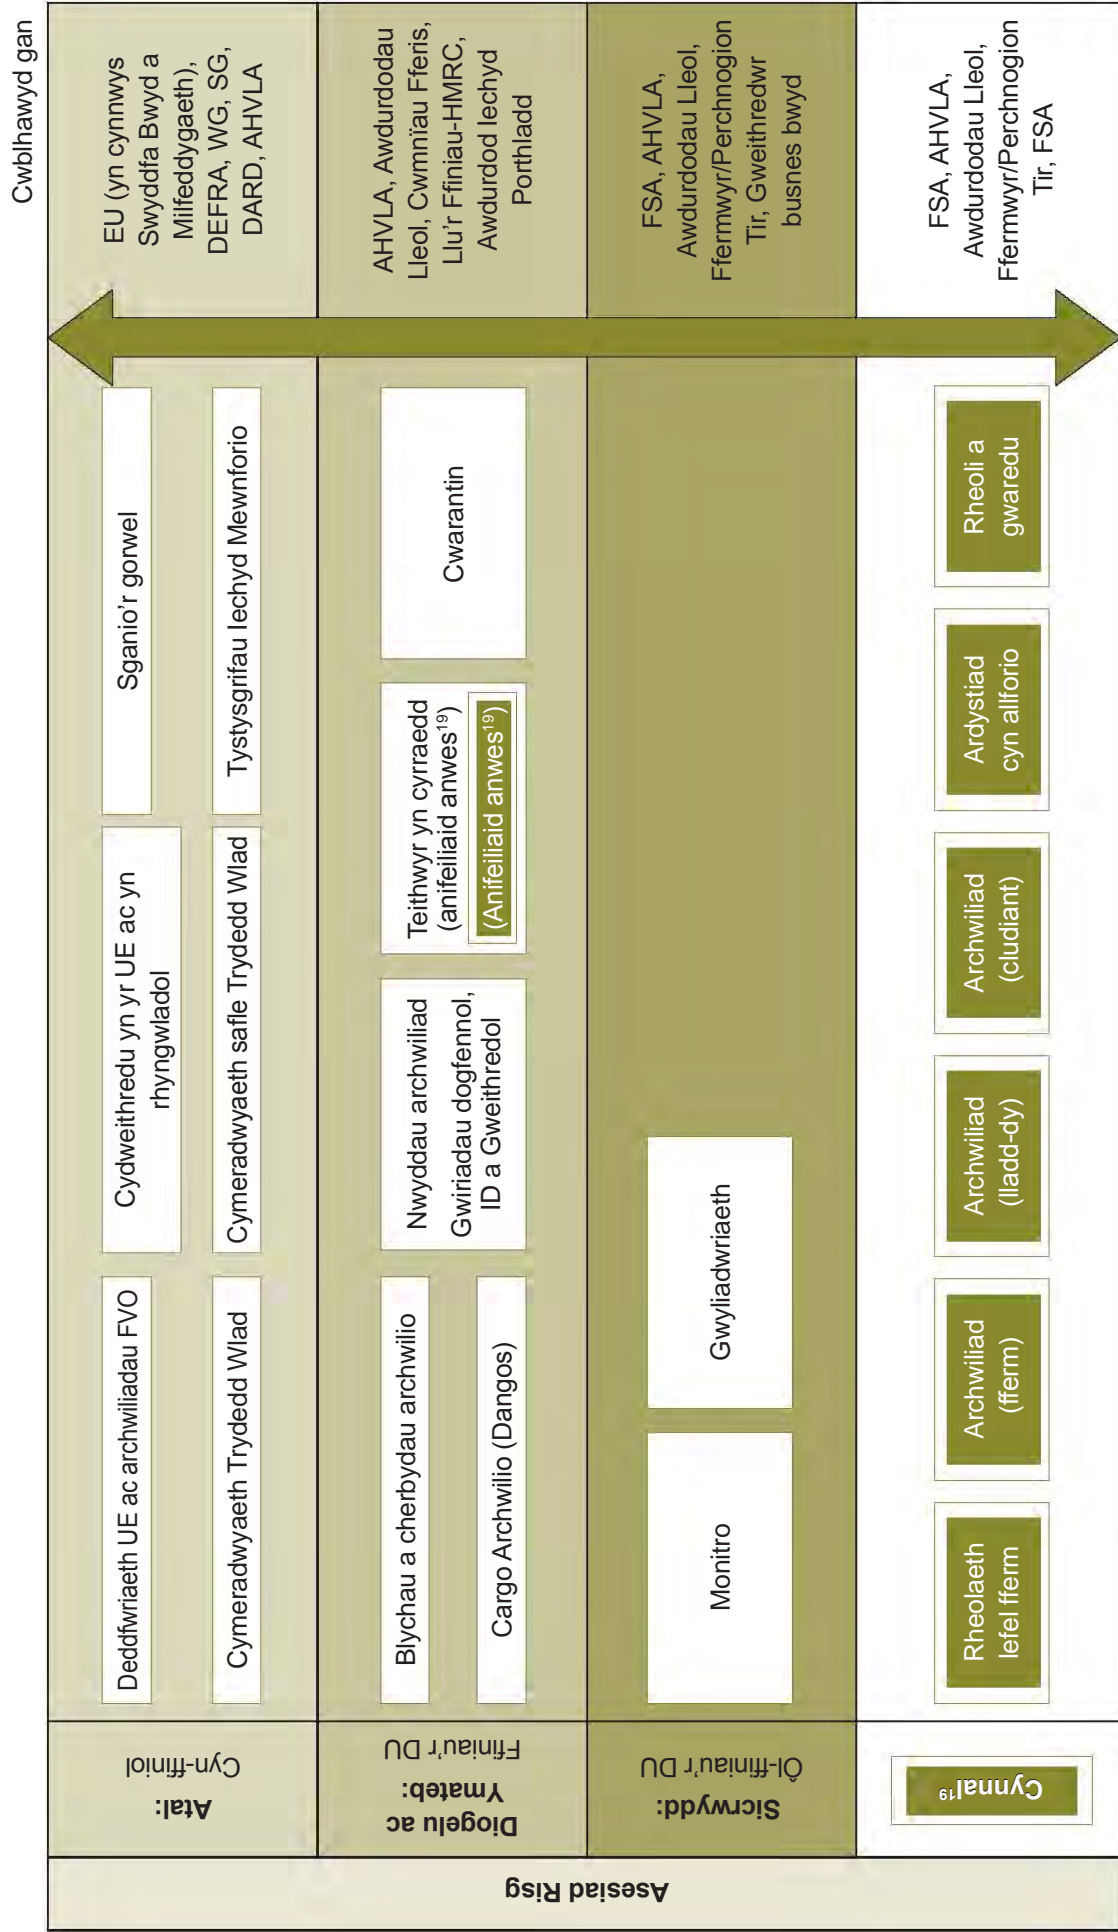 Cwblhawyd gan
Asesiad Risg
Atal:
Cyn-ffiniol
Deddfwriaeth UE ac archwiliadau FVO
Cydweithredu yn yr UE ac yn
rhyngwladol
Sganio'r gorwel
Cymeradwyaeth Trydedd Wlad
Cymeradwyaeth safle Trydedd Wlad
Tystysgrifau Iechyd Mewnforio
EU (yn cynnwys
Swyddfa Bwyd a
Milfeddygaeth),
DEFRA, WG, SG,
DARD, AHVLA
Diogelu ac
Ymateb:
Ffiniau'r DU
Blychau a cherbydau archwilio
Cargo Archwilio (Dangos)
Nwyddau archwiliad
Gwiriadau dogfennol,
ID a Gweithredol
Teithwyr yn cyrraedd
(anifeiliaid anwes¹⁹)
(Anifeiliaid anwes¹⁹)
Cwarantin
AHVLA, Awdurdodau
Lleol, Cwmnïau Fferis,
Llu'r Ffiniau-HMRC,
Awdurdod Iechyd
Porthladd
Sicrwydd:
Ôl-ffiniau'r DU
Monitro
Gwyliadwriaeth
FSA, AHVLA,
Awdurdodau Lleol,
Ffermwyr/Perchnogion
Tir, Gweithredwr
busnes bwyd
Cynnal¹⁹
Rheolaeth
lefel fferm
Archwiliad
(fferm)
Archwiliad
(lladd-dy)
Archwiliad
(cludiant)
Ardystiad
cyn allforio
Rheoli a
gwaredu
FSA, AHVLA,
Awdurdodau Lleol,
Ffermwyr/Perchnogion
Tir, FSA